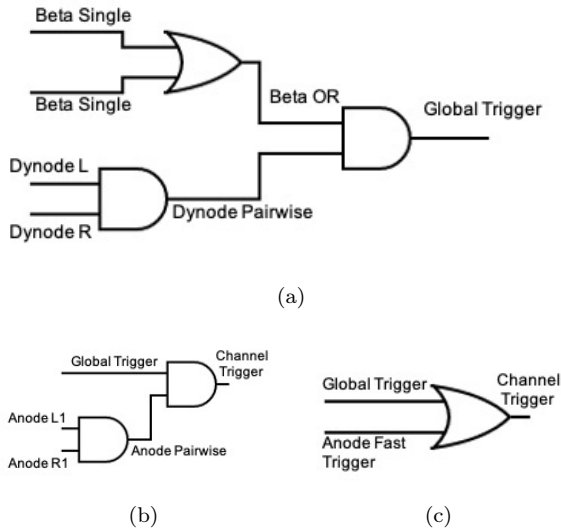 Beta Single
Beta Single
Beta OR
Global Trigger
Dynode L
Dynode R
Dynode Pairwise
(a)
Global Trigger
Channel
Trigger
Anode L1
Anode R1
Anode Pairwise
(b)
Global Trigger
Channel
Trigger
Anode Fast
Trigger
(c)